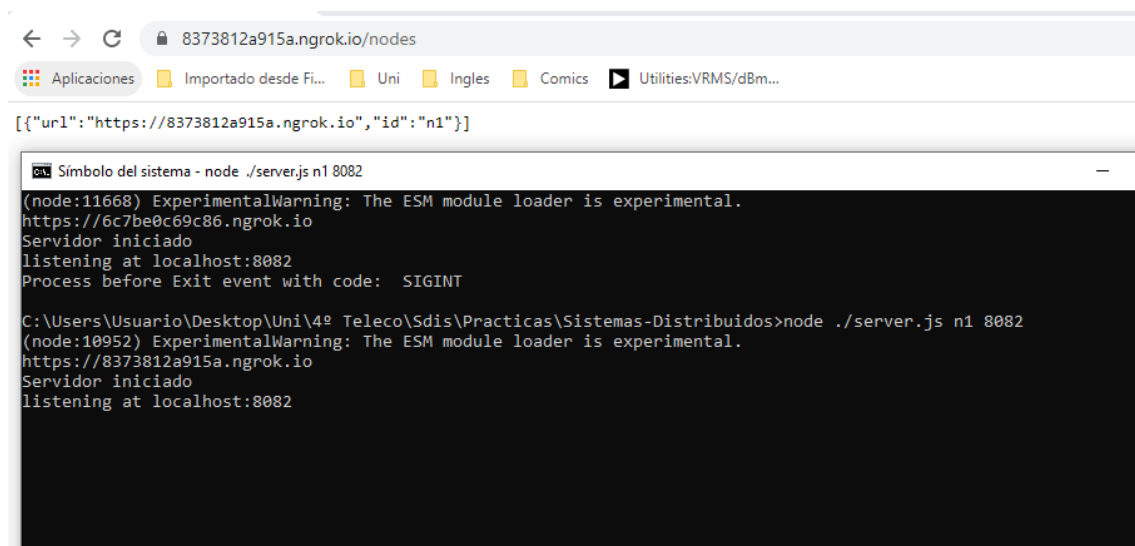 8373812a915a.ngrok.io/nodes
Aplicaciones Importado desde Fi... Uni Ingles Comics Utilities:VRMS/dBm...
[{"url":"https://8373812a915a.ngrok.io","id":"n1"}]
Símbolo del sistema - node ./server.js n1 8082
(node:11668) ExperimentalWarning: The ESM module loader is experimental.
https://6c7be0c69c86.ngrok.io
Servidor iniciado
listening at localhost:8082
Process before Exit event with code:  SIGINT
C:\Users\Usuario\Desktop\Uni\4º Teleco\Sdis\Practicas\Sistemas-Distribuidos>node ./server.js n1 8082
(node:10952) ExperimentalWarning: The ESM module loader is experimental.
https://8373812a915a.ngrok.io
Servidor iniciado
listening at localhost:8082